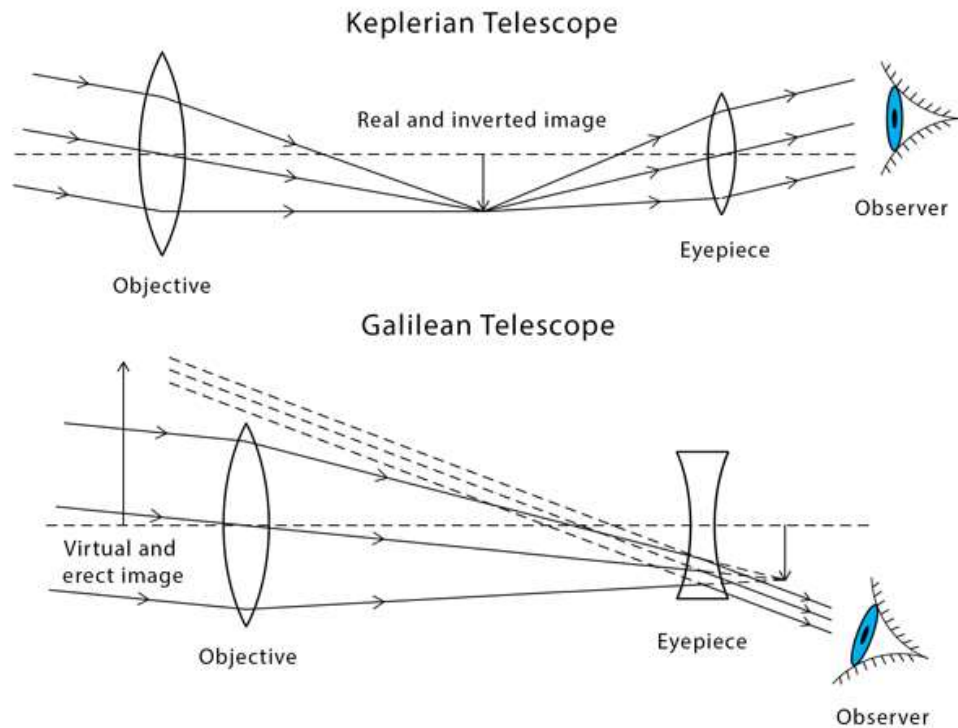 Keplerian Telescope
Real and inverted image
Observer
Eyepiece
Objective
Galilean Telescope
Virtual and
erect image
Eyepiece
Objective
Observer